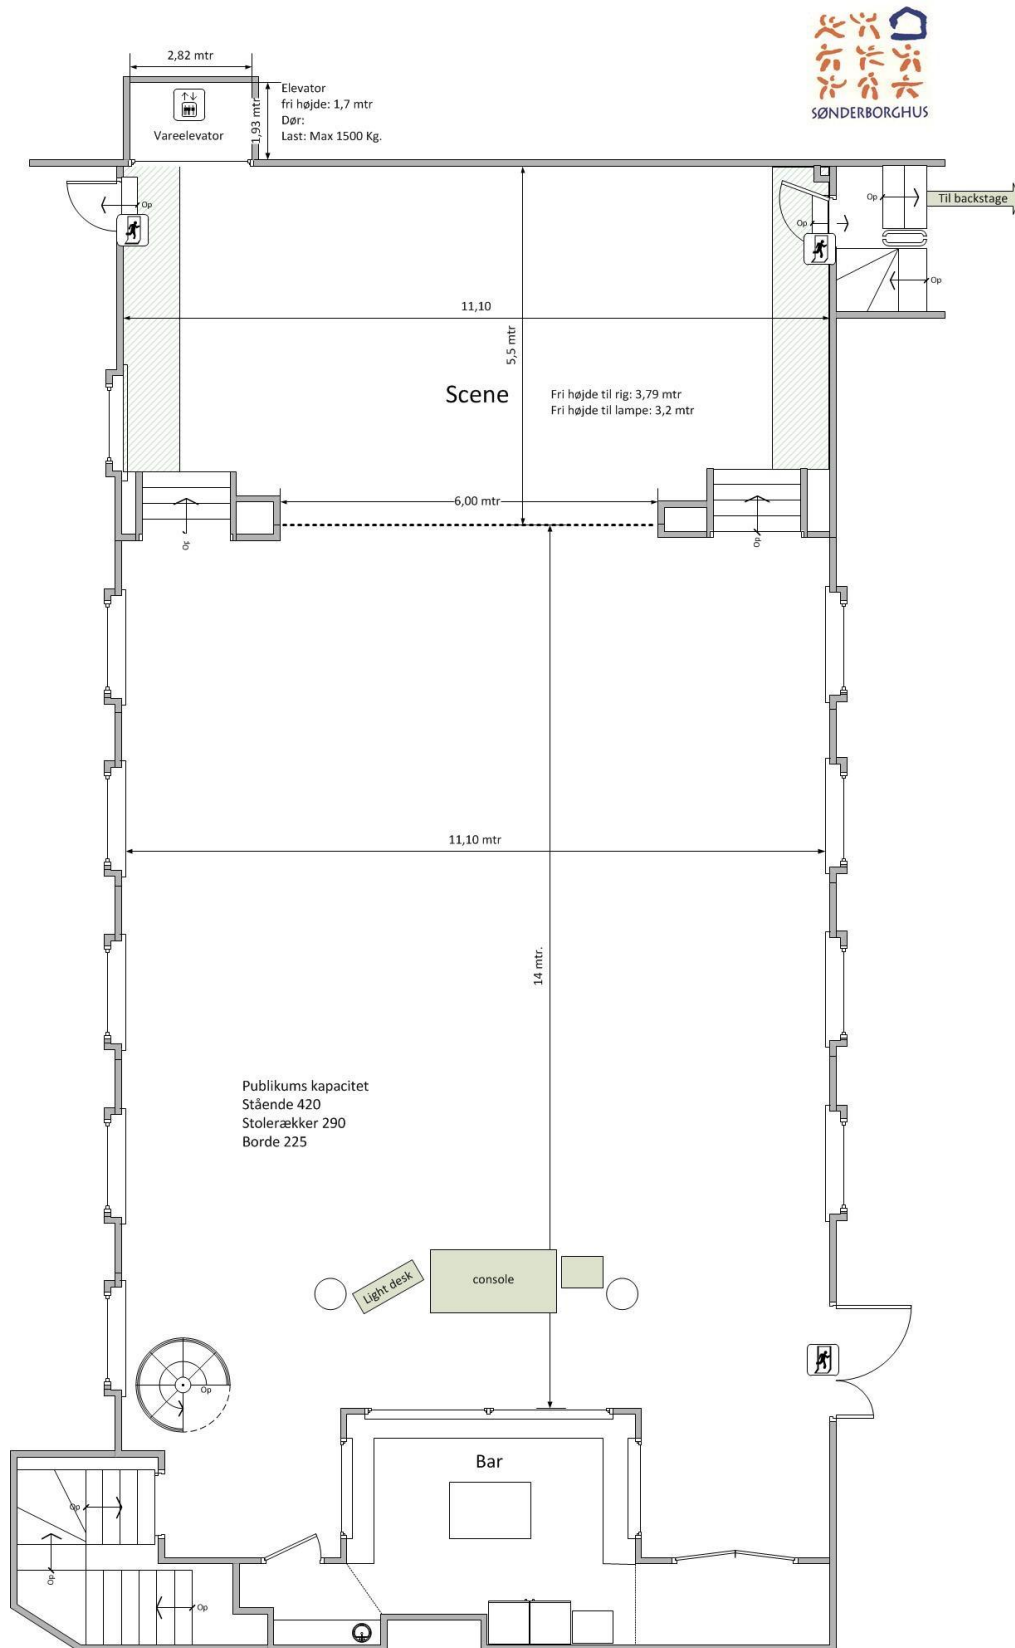 SØNDERBORGHUS
2,82 mtr
Elevator
fri højde: 1,7 mtr
Dør:
Last: Max 1500 Kg.
1,93 mtr
Vareelevator
Op
Op
Til backstage
Op
11,10
5,5 mtr
Scene
Fri højde til rig: 3,79 mtr
Fri højde til lampe: 3,2 mtr
6,00 mtr
Op
Op
11,10 mtr
14 mtr.
Publikums kapacitet
Stående 420
Stolerækker 290
Borde 225
Light desk
console
Op
Bar
Op
Op
Op